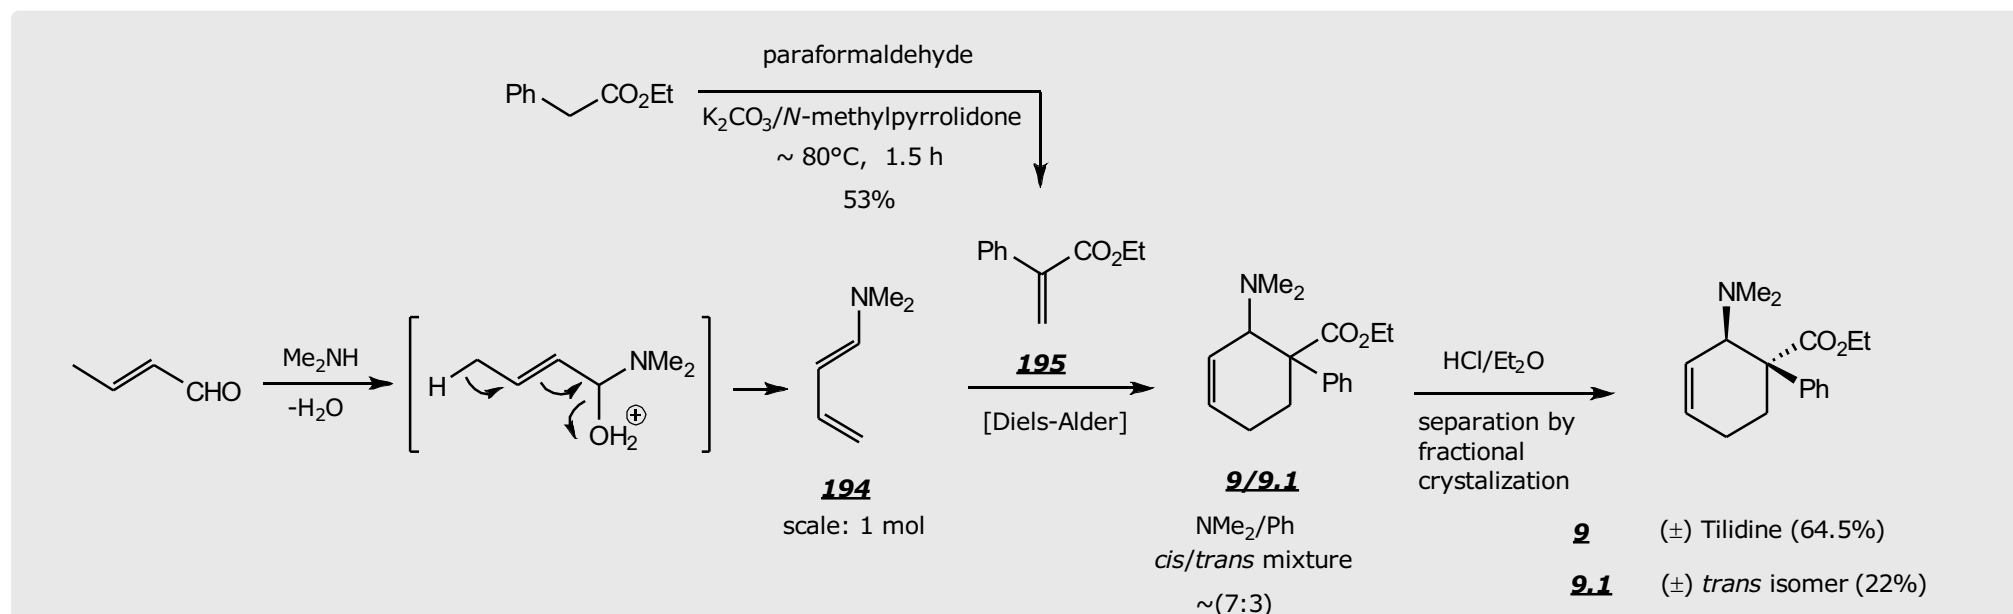 paraformaldehyde
Ph CO₂Et
K₂CO₃/N-methylpyrrolidone
~ 80°C, 1.5 h
53%
Ph CO₂Et
195
CHO
Me₂NH
-H₂O
H NMe₂
OH₂ ⊕
NMe₂
194
scale: 1 mol
[Diels-Alder]
NMe₂
CO₂Et
Ph
9/9.1
NMe₂/Ph
cis/trans mixture
~(7:3)
HCl/Et₂O
separation by
fractional
crystalization
NMe₂
CO₂Et
Ph
9 (±) Tilidine (64.5%)
9.1 (±) trans isomer (22%)